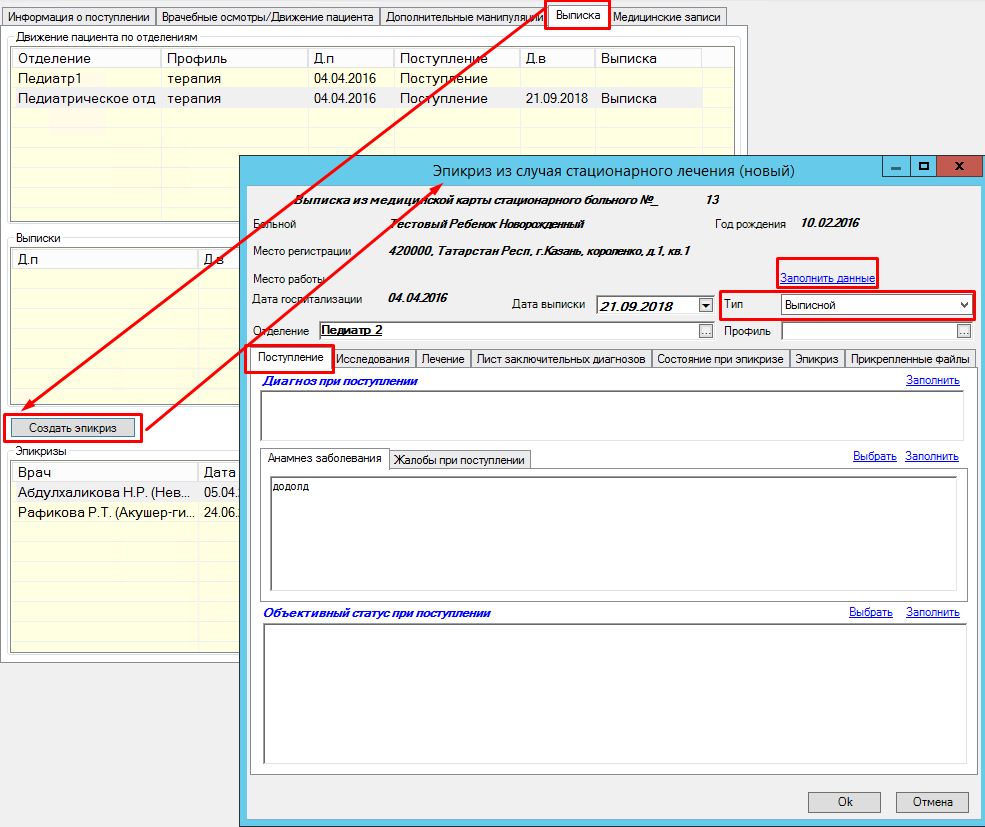 Информация о поступлении Врачебные осмотры/Движение пациента Дополнительные манипуляции Выписка Медицинские записи
Движение пациента по отделениям
Отделение Профиль Д.п Поступление Д.в Выписка
Педиатр1 терапия 04.04.2016 Поступление
Педиатрическое отд терапия 04.04.2016 Поступление 21.09.2018 Выписка
Выписки
Д.п Д.в
Создать эпикриз
Эпикризы
Врач Дата
Абдулхаликова Н.Р. (Нев... 05.04.
Рафикова Р.Т. (Акушер-ги... 24.06.
Эпикриз из случая стационарного лечения (новый)
Выписка из медицинской карты стационарного больного №_ 13
Больной Тестовый Ребенок Новорожденный Год рождения 10.02.2016
Место регистрации 420000, Татарстан Респ, г.Казань, короленко, д.1, кв.1
Место работы Заполнить данные
Дата госпитализации 04.04.2016 Дата выписки 21.09.2018 Тип Выписной
Отделение Педиатр 2 ... Профиль ...
Поступление Исследования Лечение Лист заключительных диагнозов Состояние при эпикризе Эпикриз Прикрепленные файлы
Диагноз при поступлении Заполнить
Анамнез заболевания Жалобы при поступлении Выбрать Заполнить
додолд
Объективный статус при поступлении Выбрать Заполнить
Ok Отмена